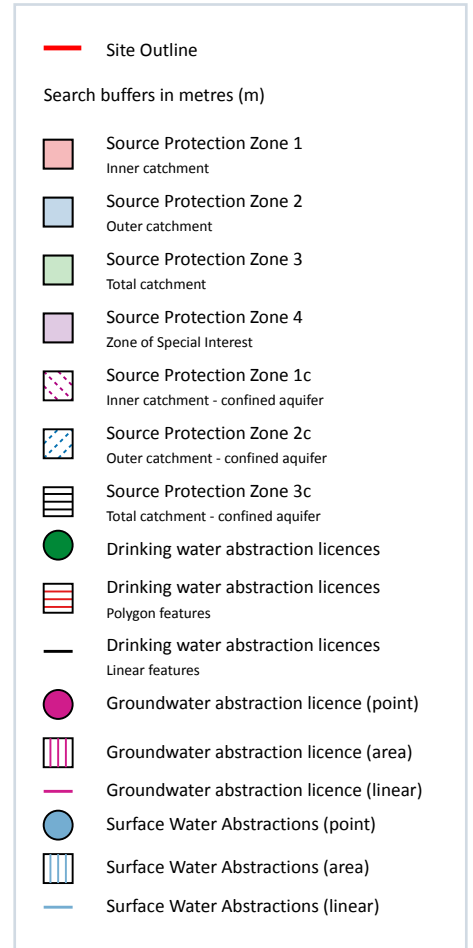 Site Outline
Search buffers in metres (m)
Source Protection Zone 1
Inner catchment
Source Protection Zone 2
Outer catchment
Source Protection Zone 3
Total catchment
Source Protection Zone 4
Zone of Special Interest
Source Protection Zone 1c
Inner catchment - confined aquifer
Source Protection Zone 2c
Outer catchment - confined aquifer
Source Protection Zone 3c
Total catchment - confined aquifer
Drinking water abstraction licences
Drinking water abstraction licences
Polygon features
Drinking water abstraction licences
Linear features
Groundwater abstraction licence (point)
Groundwater abstraction licence (area)
Groundwater abstraction licence (linear)
Surface Water Abstractions (point)
Surface Water Abstractions (area)
Surface Water Abstractions (linear)